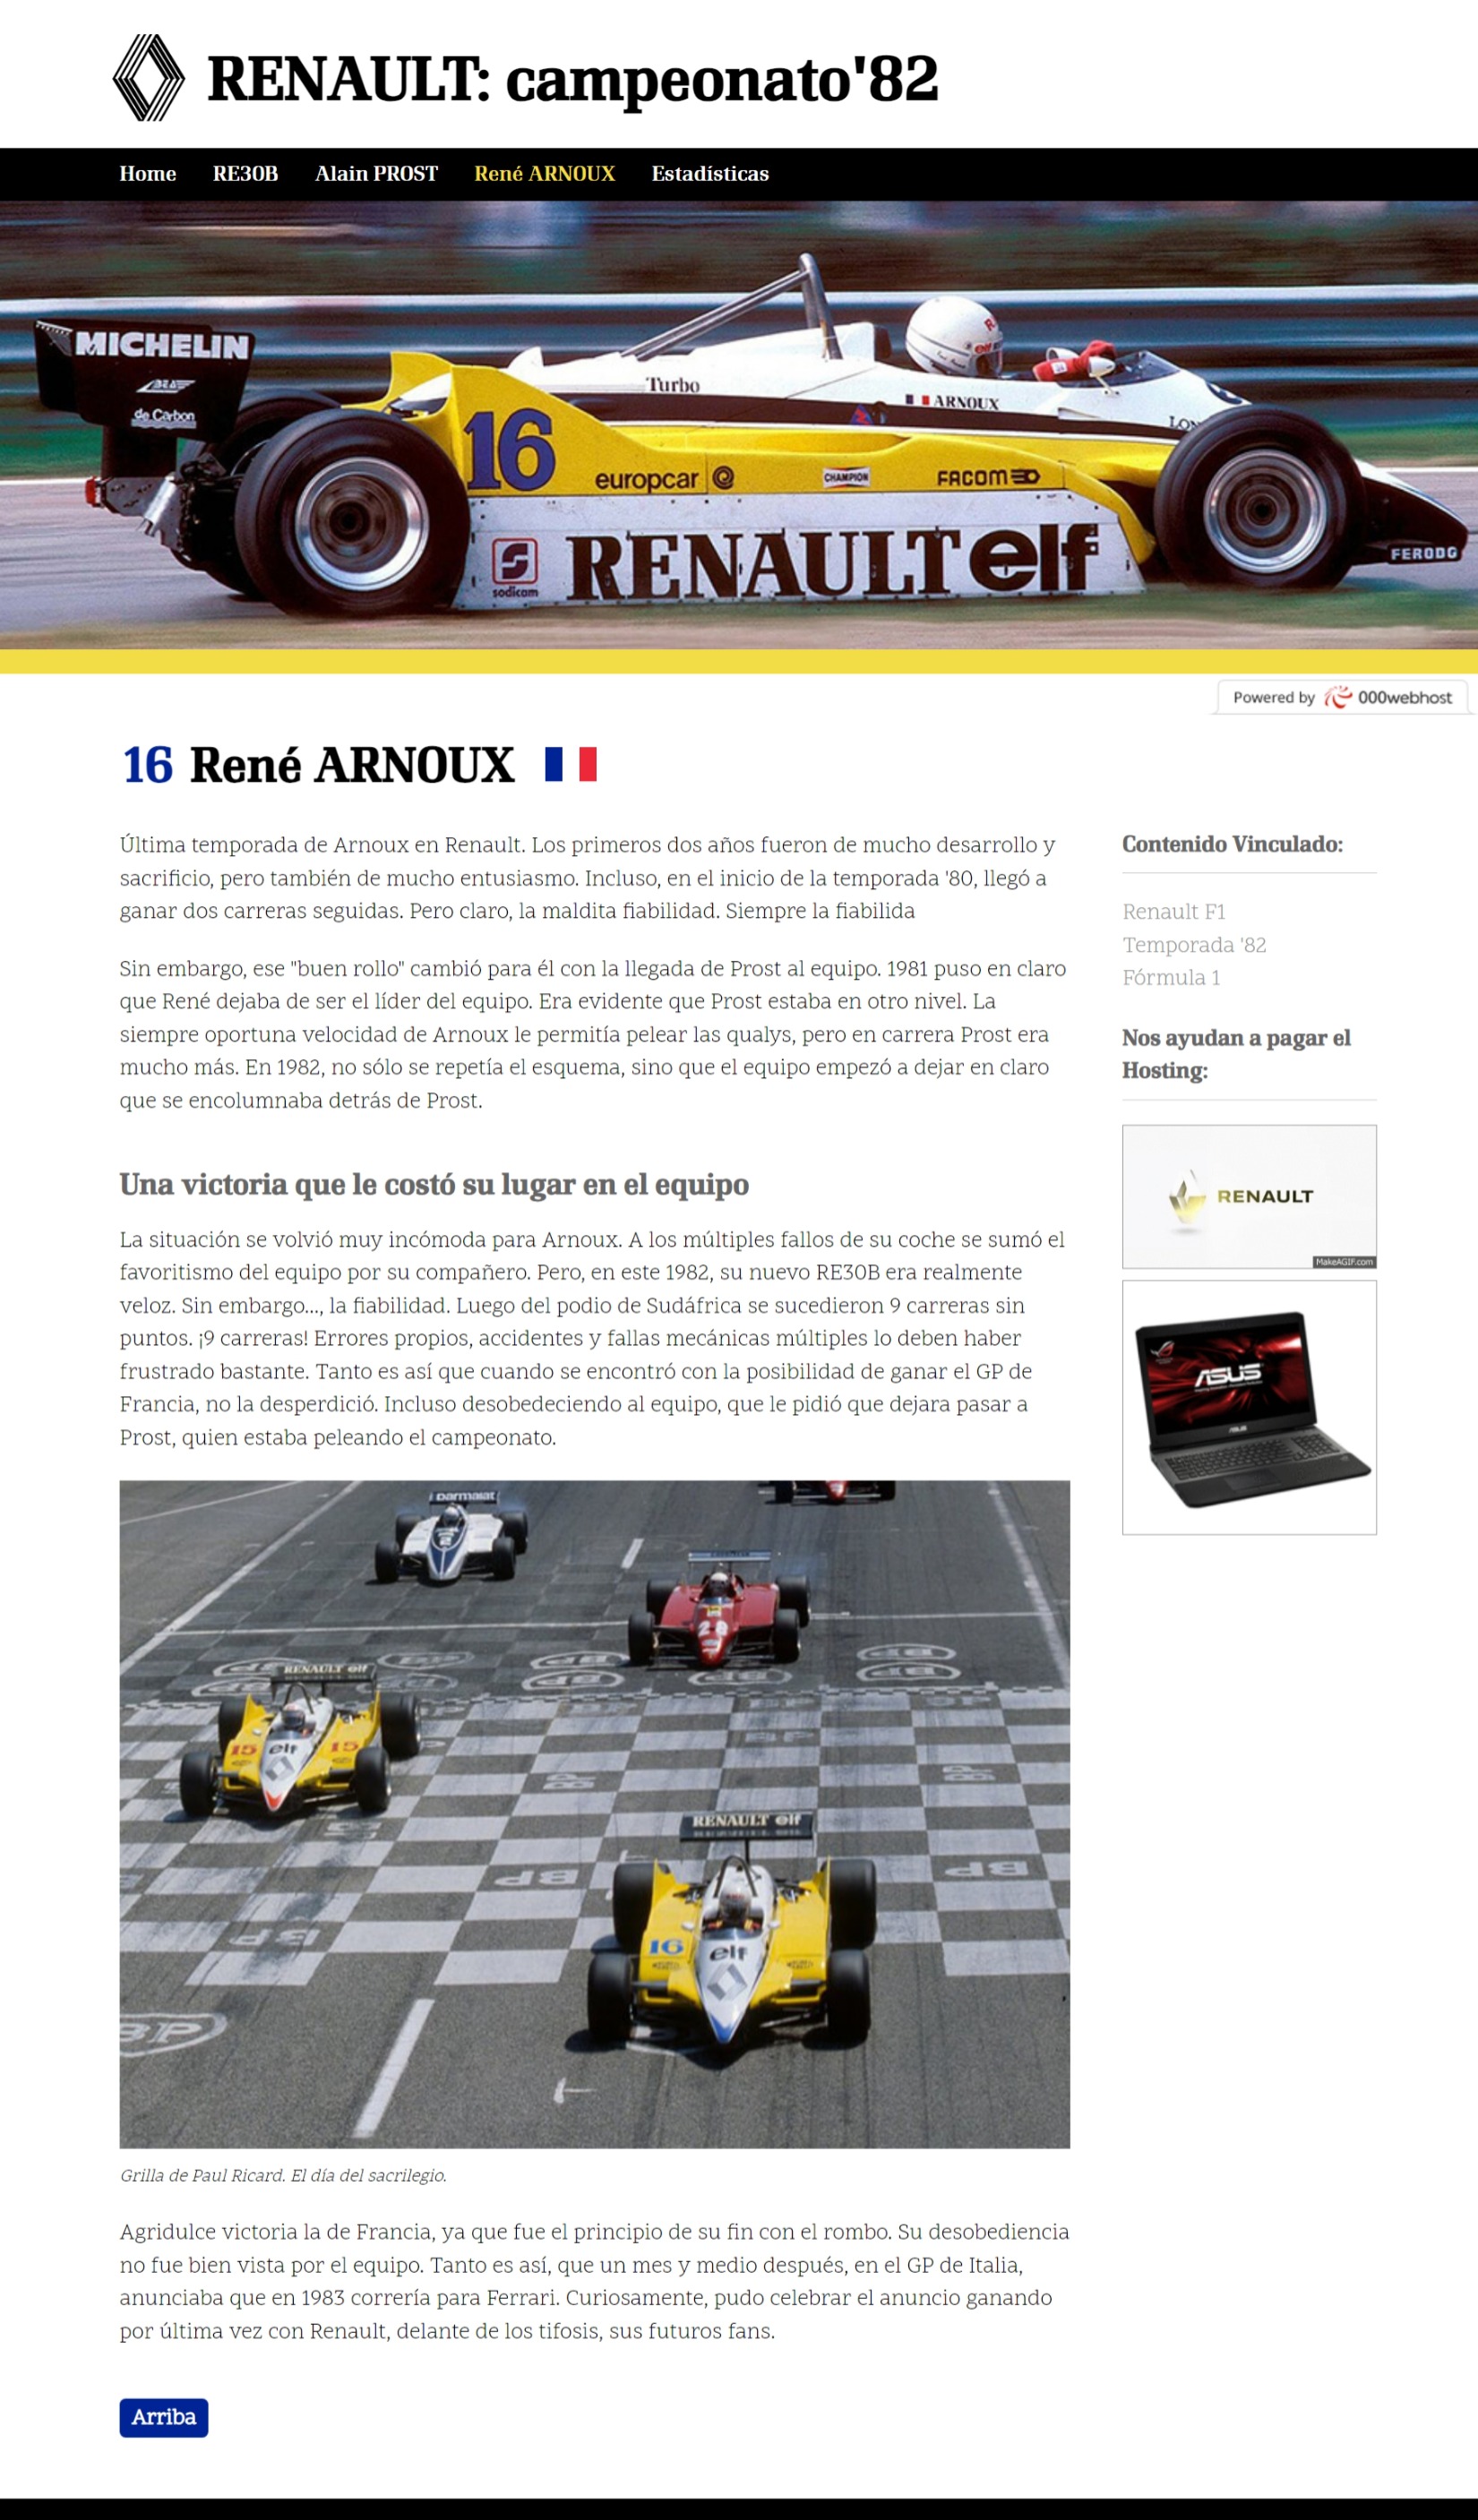 RENAULT: campeonato'82
Home RE30B Alain PROST René ARNOUX Estadísticas
MICHELIN
de Carbon
Turbo
ARNOUX
16
europcar
CHAMPION
FACOM
RENAULT elf
sodicam
FERODO
Powered by 000webhost
16 René ARNOUX
Última temporada de Arnoux en Renault. Los primeros dos años fueron de mucho desarrollo y
sacrificio, pero también de mucho entusiasmo. Incluso, en el inicio de la temporada '80, llegó a
ganar dos carreras seguidas. Pero claro, la maldita fiabilidad. Siempre la fiabilida
Sin embargo, ese "buen rollo" cambió para él con la llegada de Prost al equipo. 1981 puso en claro
que René dejaba de ser el líder del equipo. Era evidente que Prost estaba en otro nivel. La
siempre oportuna velocidad de Arnoux le permitía pelear las qualys, pero en carrera Prost era
mucho más. En 1982, no sólo se repetía el esquema, sino que el equipo empezó a dejar en claro
que se encolumnaba detrás de Prost.
Una victoria que le costó su lugar en el equipo
La situación se volvió muy incómoda para Arnoux. A los múltiples fallos de su coche se sumó el
favoritismo del equipo por su compañero. Pero, en este 1982, su nuevo RE30B era realmente
veloz. Sin embargo..., la fiabilidad. Luego del podio de Sudáfrica se sucedieron 9 carreras sin
puntos. ¡9 carreras! Errores propios, accidentes y fallas mecánicas múltiples lo deben haber
frustrado bastante. Tanto es así que cuando se encontró con la posibilidad de ganar el GP de
Francia, no la desperdició. Incluso desobedeciendo al equipo, que le pidió que dejara pasar a
Prost, quien estaba peleando el campeonato.
parmalat
2
28
RENAULT elf
15 elf 15
BP
RENAULT elf
16 elf
BP
Grilla de Paul Ricard. El día del sacrilegio.
Agridulce victoria la de Francia, ya que fue el principio de su fin con el rombo. Su desobediencia
no fue bien vista por el equipo. Tanto es así, que un mes y medio después, en el GP de Italia,
anunciaba que en 1983 correría para Ferrari. Curiosamente, pudo celebrar el anuncio ganando
por última vez con Renault, delante de los tifosis, sus futuros fans.
Arriba
Contenido Vinculado:
Renault F1
Temporada '82
Fórmula 1
Nos ayudan a pagar el
Hosting:
RENAULT
MakeAGIF.com
ASUS